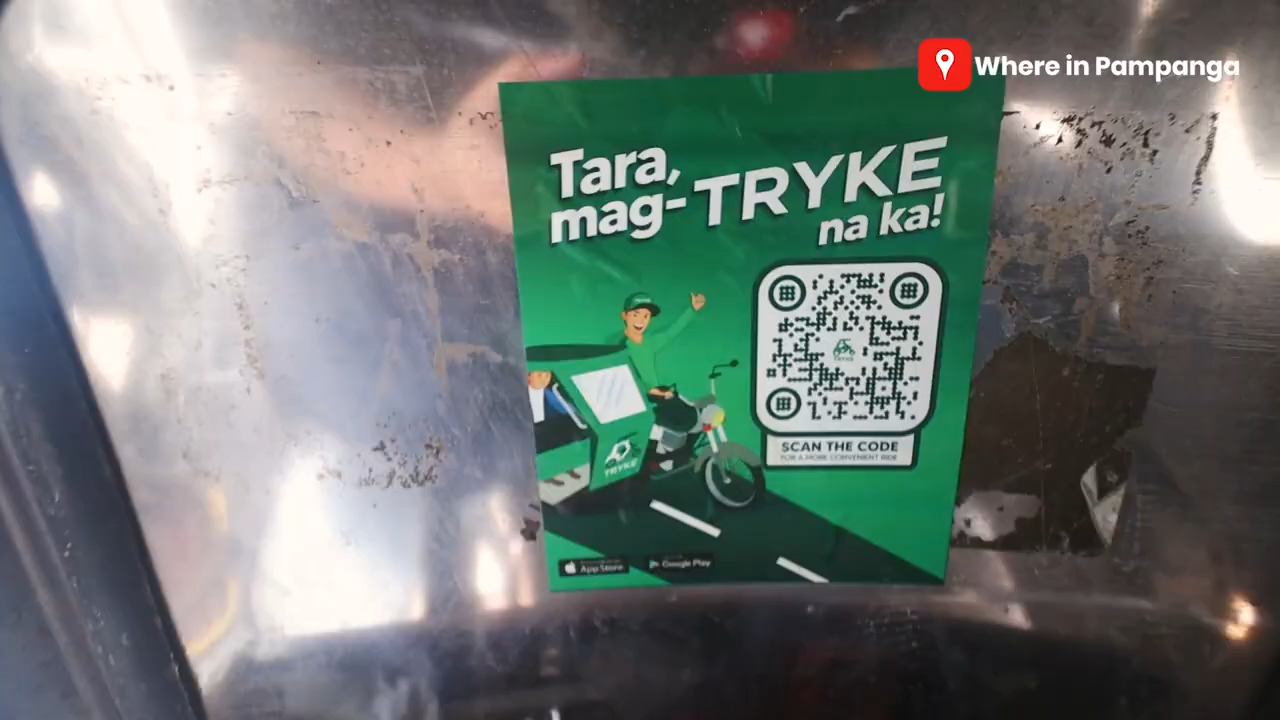 Where in Pampanga
Tara,
mag-TRYKE
na ka!
SCAN THE CODE
FOR A MORE CONVENIENT RIDE
TRYKE
App Store
Google Play